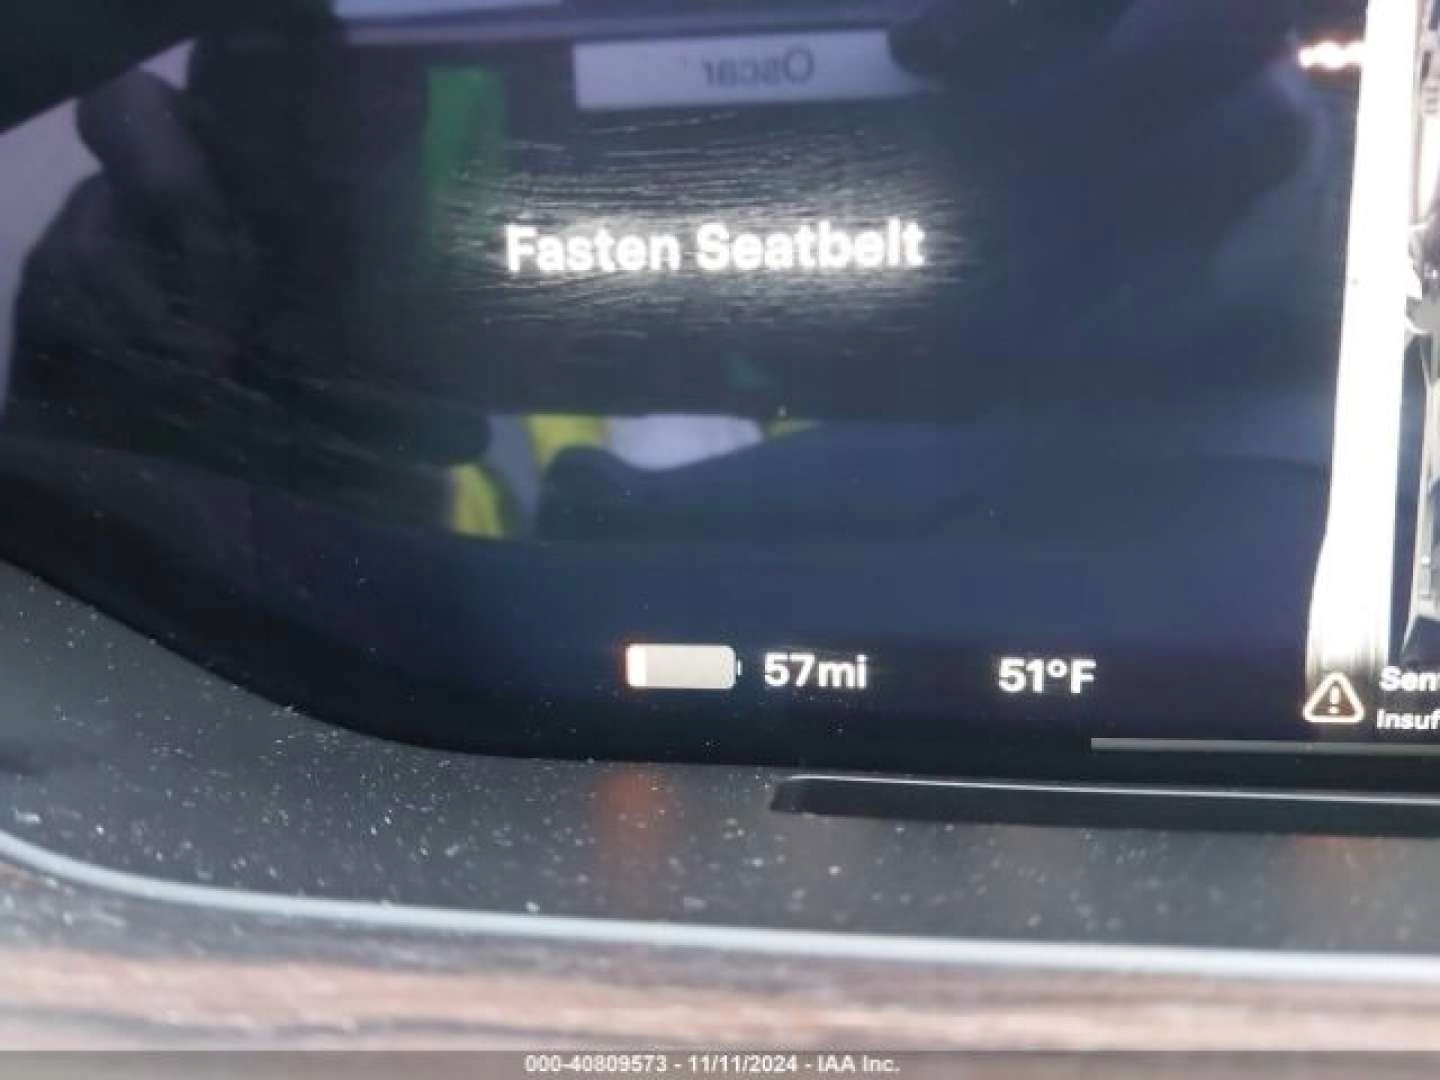 Oscar
Fasten Seatbelt
57mi
51°F
000-40809573 - 11/11/2024 - IAA Inc.